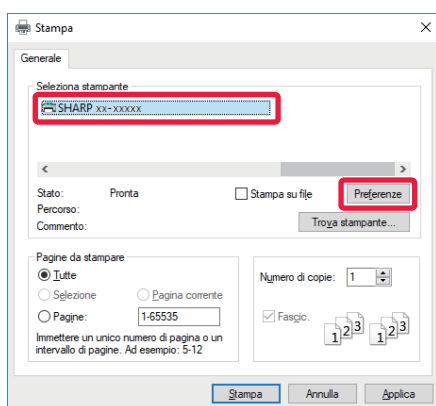 Stampa
Generale
Seleziona stampante
SHARP xx-xxxxx
Stato: Pronta
Stampa su file
Preferenze
Percorso:
Commento:
Trova stampante...
Pagine da stampare
Tutte
Selezione Pagina corrente
Pagine: 1-65535
Immettere un unico numero di pagina o un
intervallo di pagine. Ad esempio: 5-12
Numero di copie: 1
Fascic.
1 2 3 1 2 3
Stampa Annulla Applica